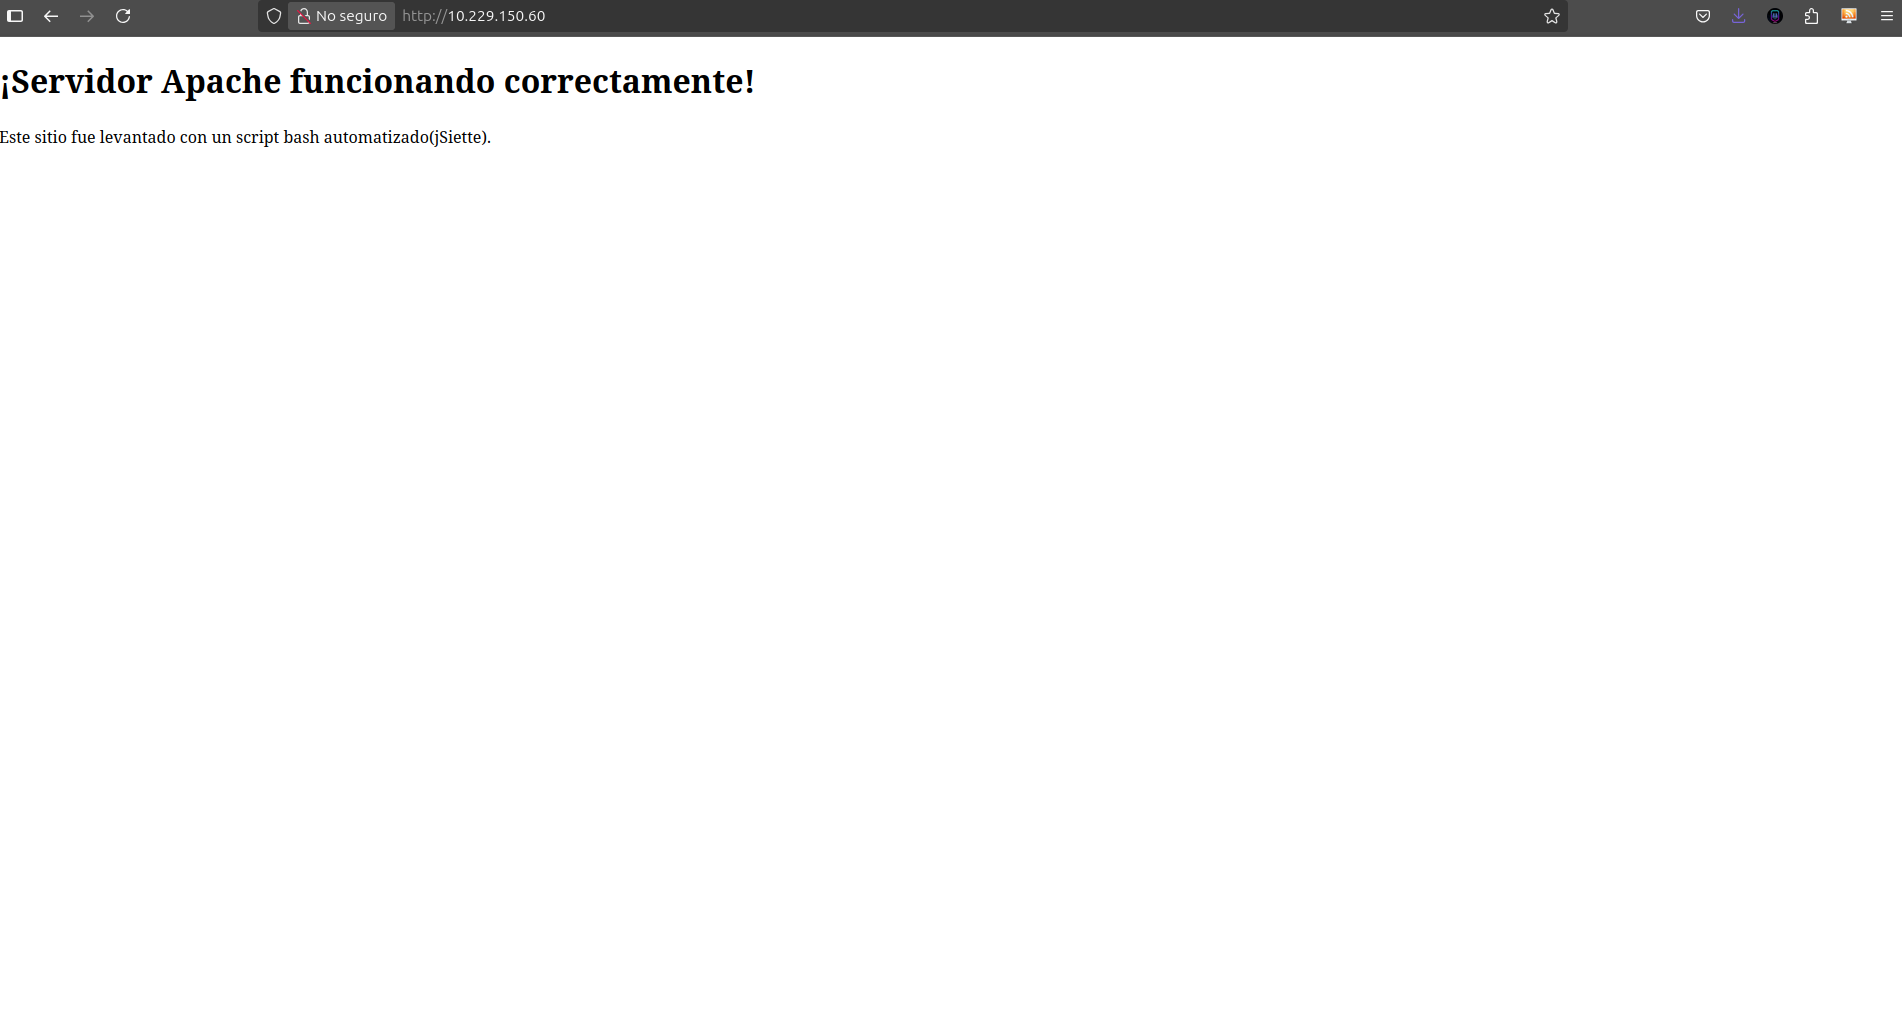 No seguro http://10.229.150.60
¡Servidor Apache funcionando correctamente!
Este sitio fue levantado con un script bash automatizado(jSiette).